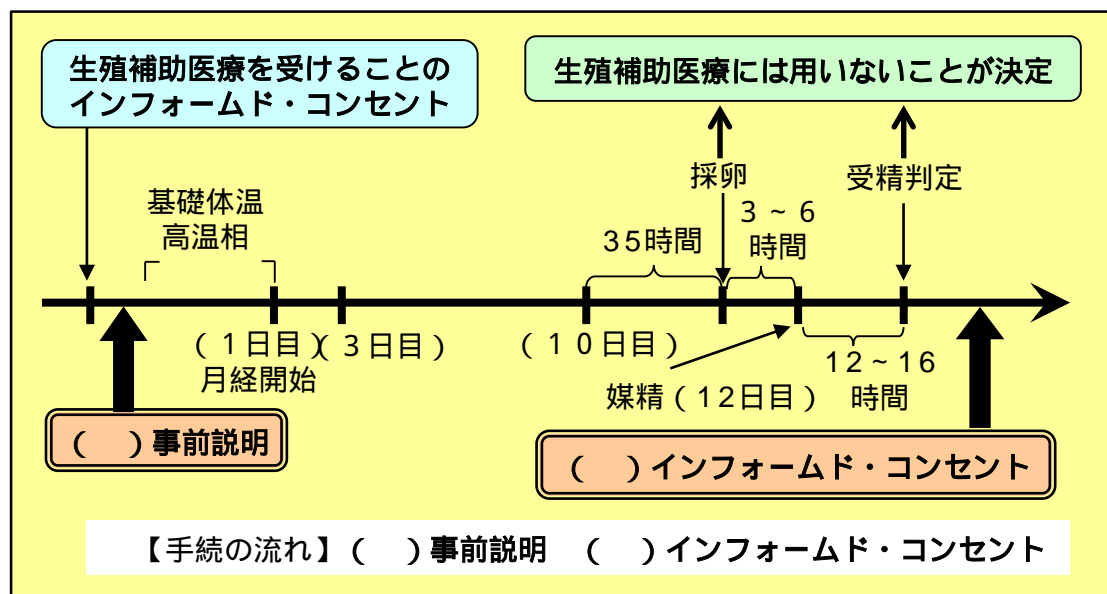 生殖補助医療を受けることの
インフォームド・コンセント
生殖補助医療には用いないことが決定
採卵
受精判定
基礎体温
高温相
35時間
3～6
時間
(1日目)
月経開始
(3日目)
(10日目)
媒精(12日目)
12～16
時間
(　)事前説明
(　)インフォームド・コンセント
【手続の流れ】(　)事前説明　(　)インフォームド・コンセント